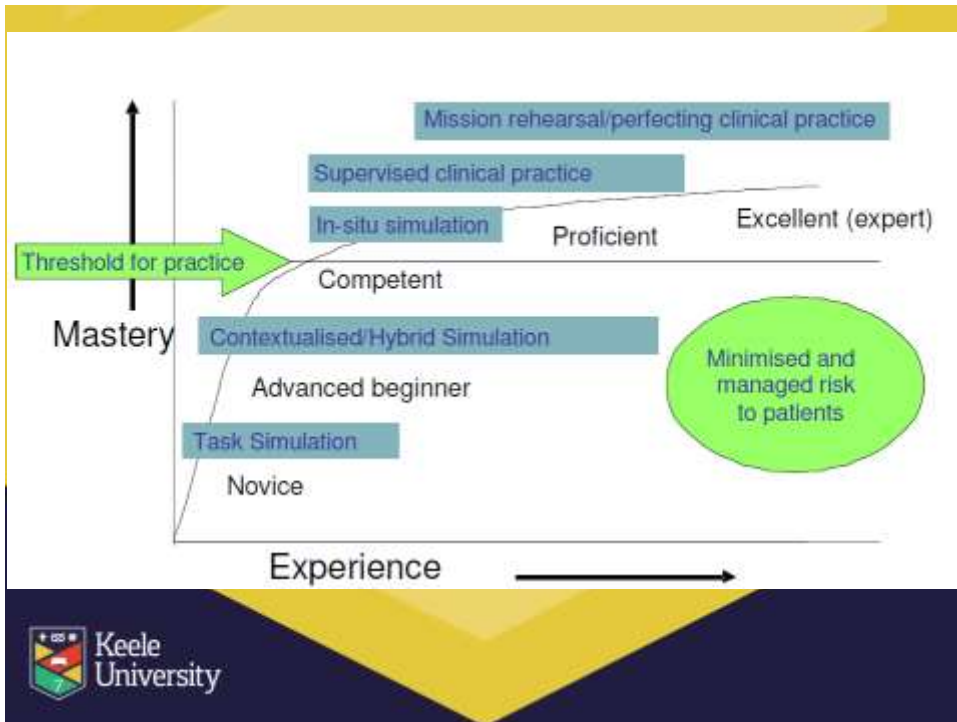 Mission rehearsal/perfecting clinical practice
Supervised clinical practice
In-situ simulation
Proficient
Excellent (expert)
Threshold for practice
Competent
Mastery
Contextualised/Hybrid Simulation
Minimised and
managed risk
to patients
Advanced beginner
Task Simulation
Novice
Experience
Keele
University
7